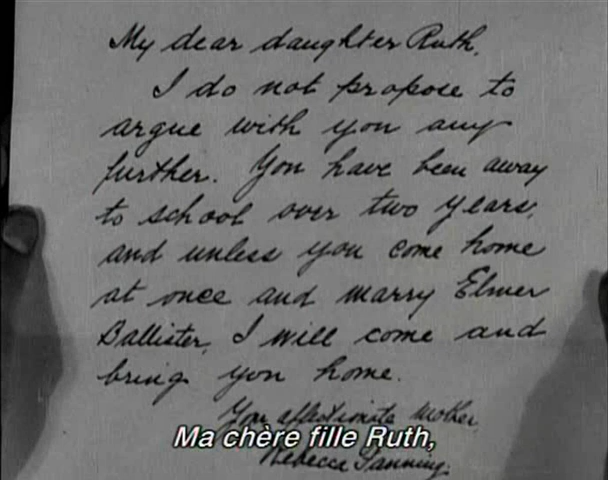 My dear daughter Ruth,
I do not propose to
argue with you any
further. You have been away
to school over two years,
and unless you come home
at once and marry Elmer
Ballister, I will come and
bring you home.
Your affectionate mother,
Ma chère fille Ruth,
Rebecca Fanning.